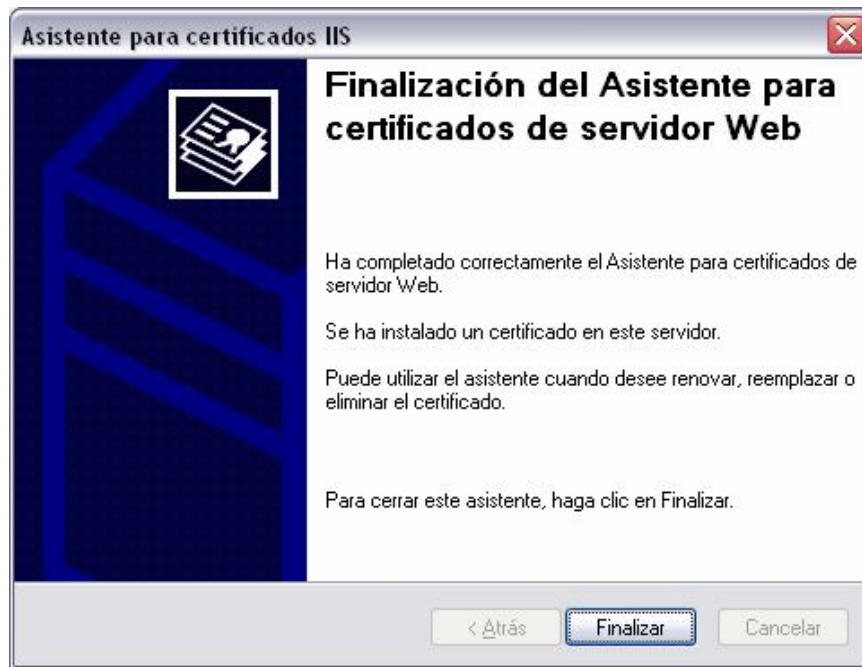 Asistente para certificados IIS
Finalización del Asistente para
certificados de servidor Web
Ha completado correctamente el Asistente para certificados de
servidor Web.
Se ha instalado un certificado en este servidor.
Puede utilizar el asistente cuando desee renovar, reemplazar o
eliminar el certificado.
Para cerrar este asistente, haga clic en Finalizar.
< Atrás
Finalizar
Cancelar